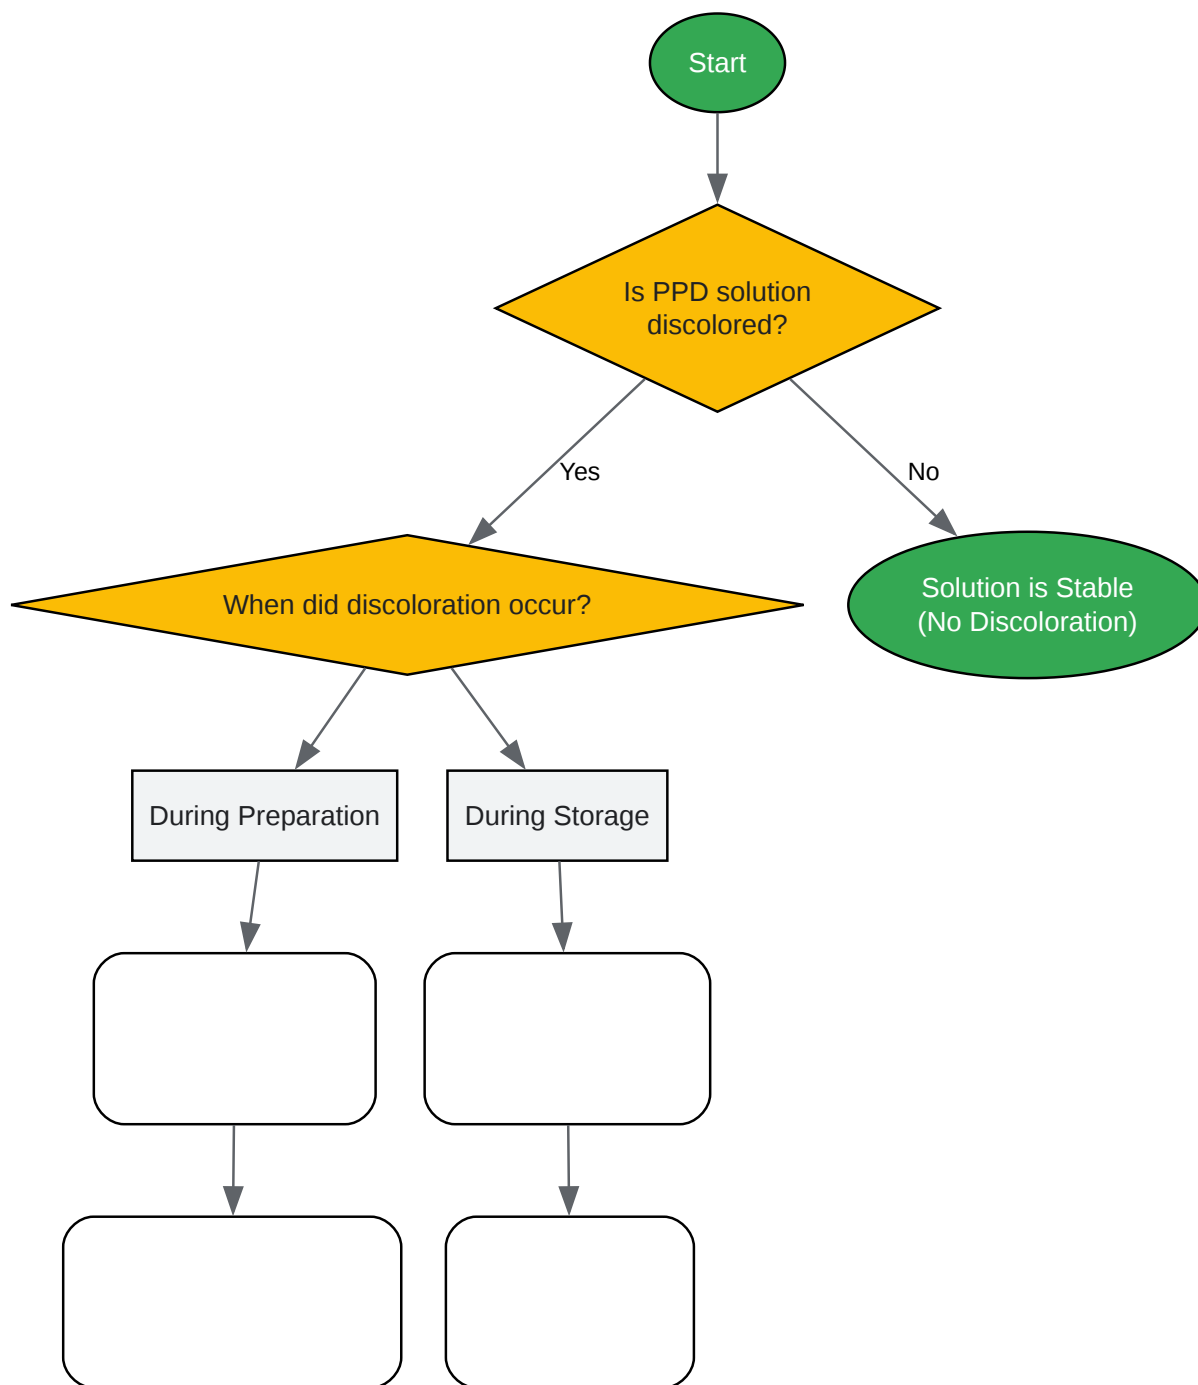 Start
Is PPD solution
discolored?
Yes
No
When did discoloration occur?
Solution is Stable
(No Discoloration)
During Preparation
During Storage